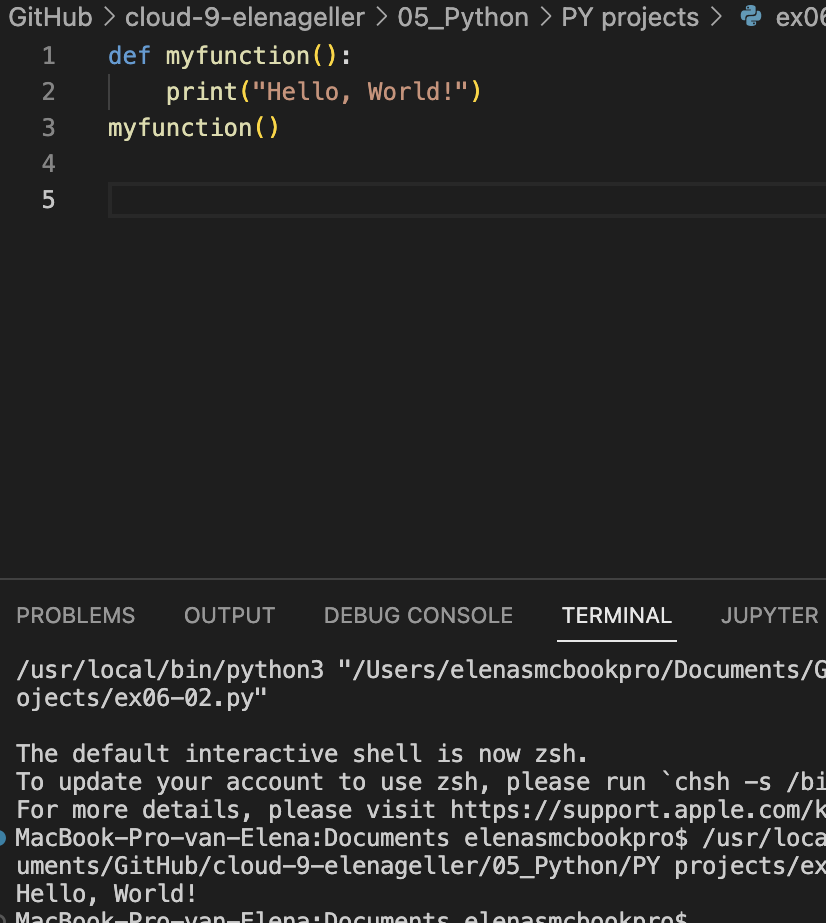 GitHub > cloud-9-elenageller > 05_Python > PY projects > ex06
1 def myfunction():
2     print("Hello, World!")
3 myfunction()
4
5
PROBLEMS OUTPUT DEBUG CONSOLE TERMINAL JUPYTER
/usr/local/bin/python3 "/Users/elenasmcbookpro/Documents/G
ojects/ex06-02.py"
The default interactive shell is now zsh.
To update your account to use zsh, please run `chsh -s /bi
For more details, please visit https://support.apple.com/k
MacBook-Pro-van-Elena:Documents elenasmcbookpro$ /usr/loca
uments/GitHub/cloud-9-elenageller/05_Python/PY projects/ex
Hello, World!
MacBook-Pro-van-Elena:Documents elenasmcbookpro$